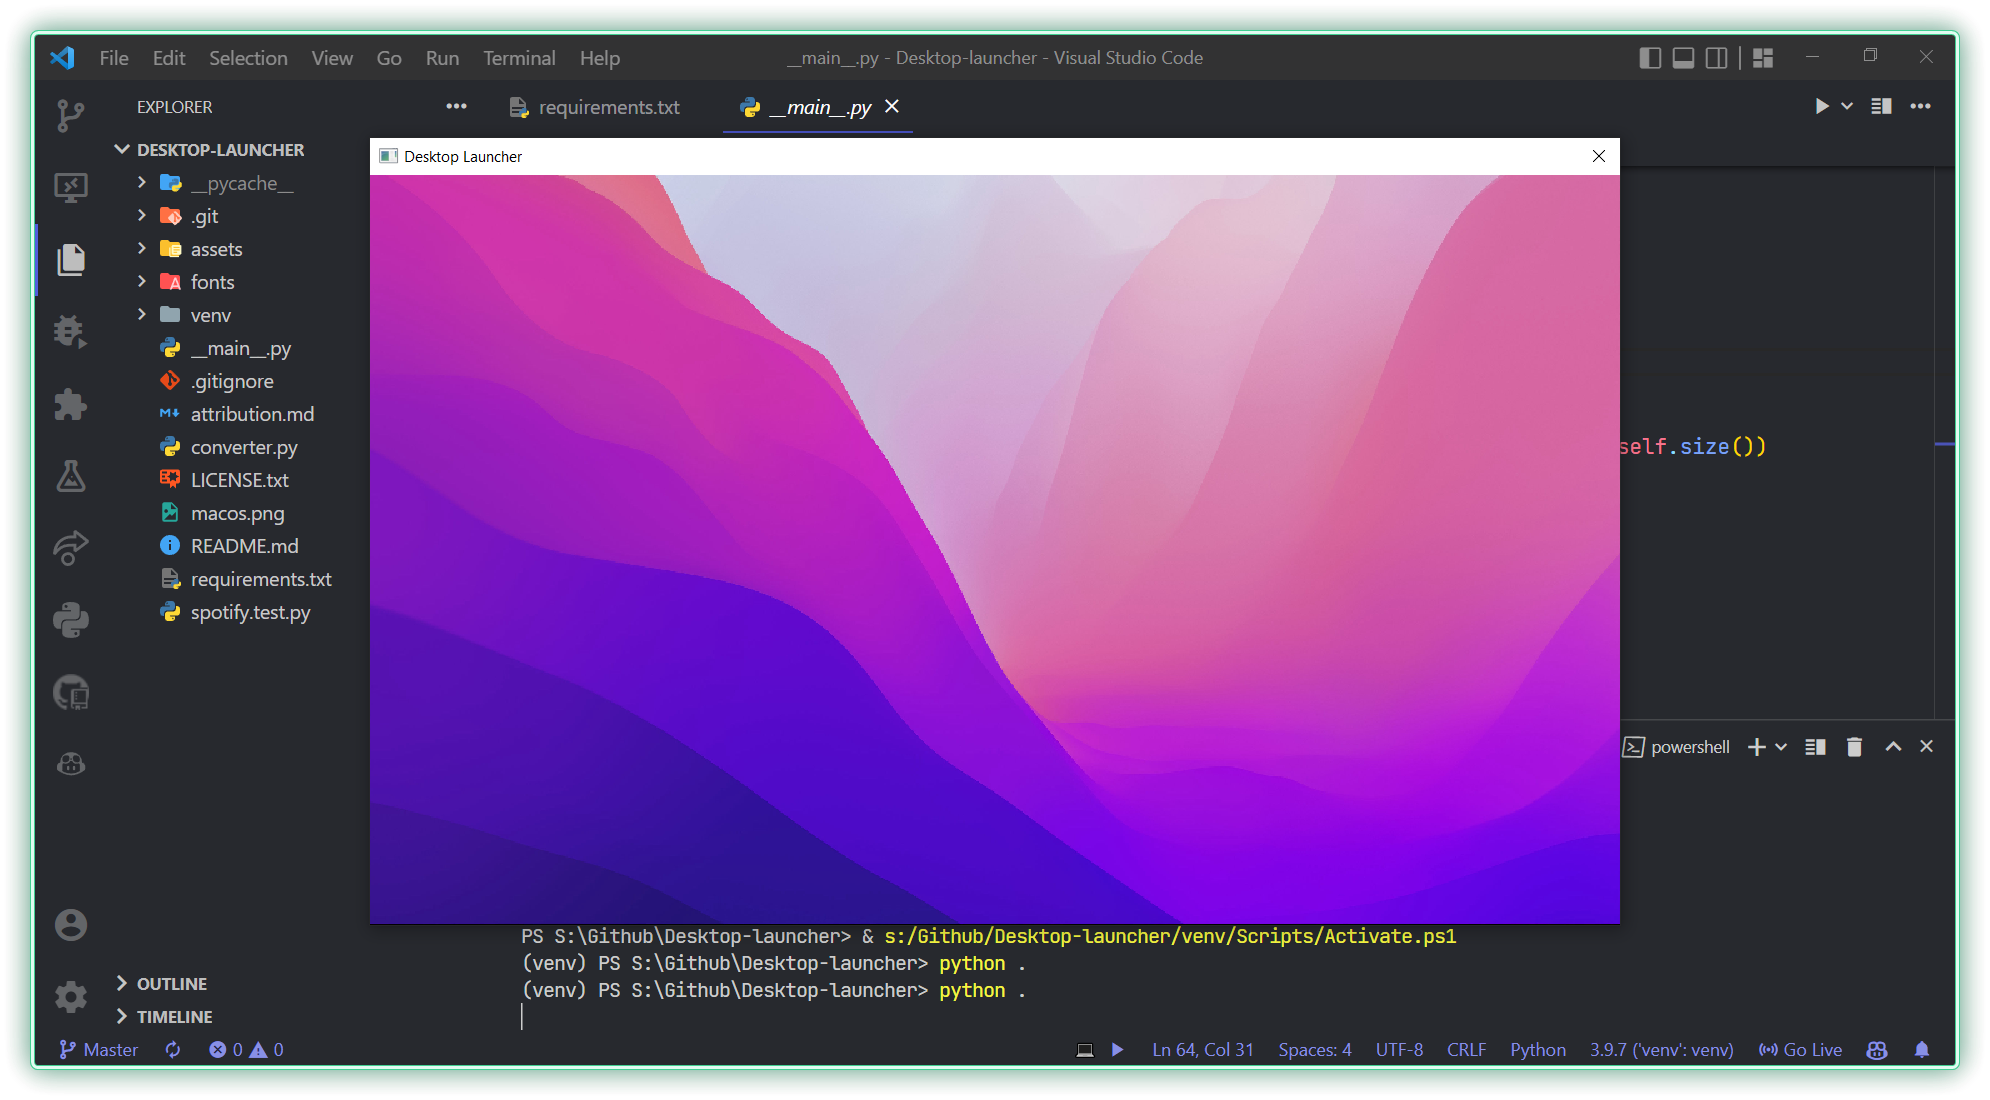 File Edit Selection View Go Run Terminal Help
__main__.py - Desktop-launcher - Visual Studio Code
EXPLORER
requirements.txt
__main__.py
DESKTOP-LAUNCHER
__pycache__
.git
assets
fonts
venv
__main__.py
.gitignore
attribution.md
converter.py
LICENSE.txt
macos.png
README.md
requirements.txt
spotify.test.py
Desktop Launcher
self.size())
powershell
PS S:\Github\Desktop-launcher> & s:/Github/Desktop-launcher/venv/Scripts/Activate.ps1
(venv) PS S:\Github\Desktop-launcher> python .
(venv) PS S:\Github\Desktop-launcher> python .
OUTLINE
TIMELINE
Master 0 0 Ln 64, Col 31 Spaces: 4 UTF-8 CRLF Python 3.9.7 ('venv': venv) Go Live